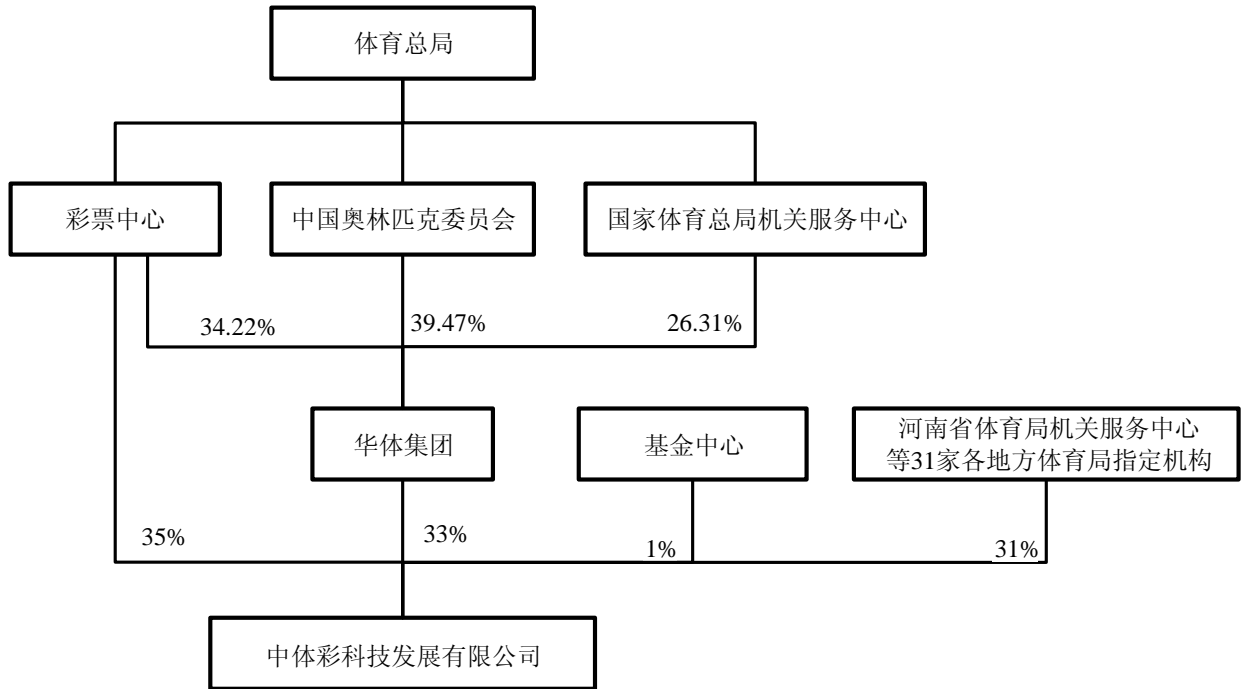 体育总局
彩票中心
中国奥林匹克委员会
国家体育总局机关服务中心
34.22%
39.47%
26.31%
华体集团
基金中心
河南省体育局机关服务中心
等31家各地方体育局指定机构
35%
33%
1%
31%
中体彩科技发展有限公司